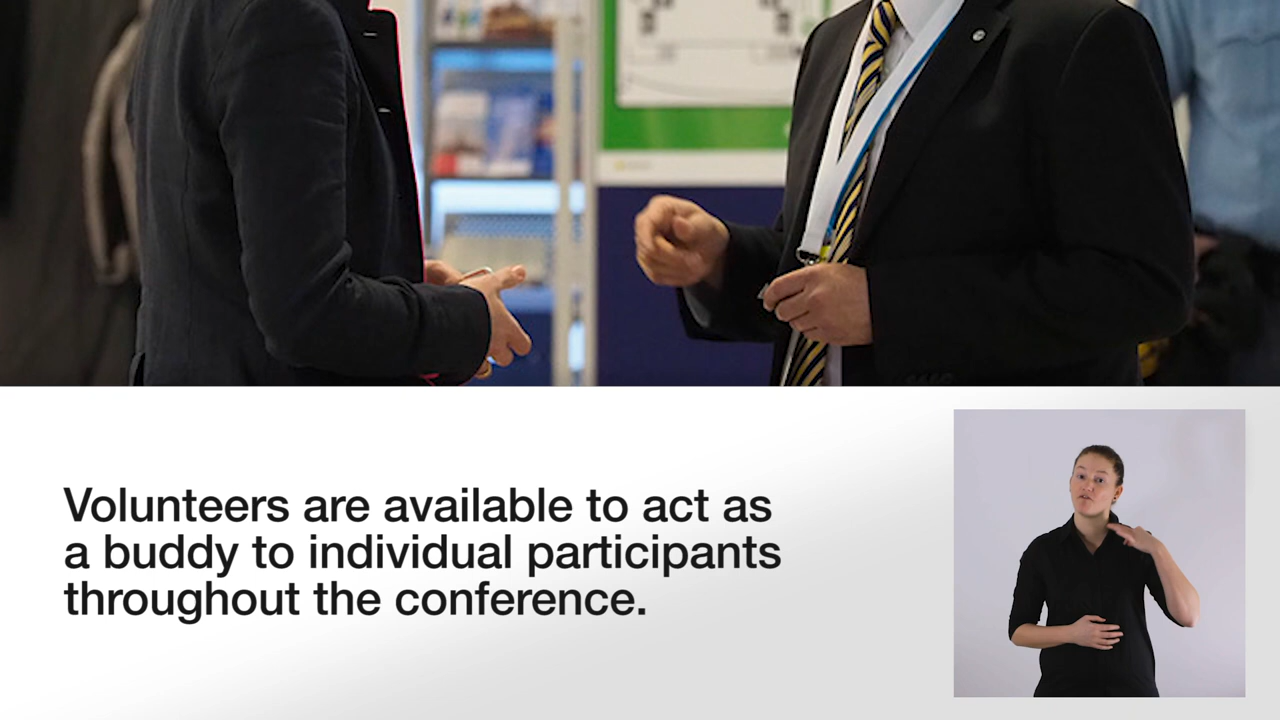 Volunteers are available to act as
a buddy to individual participants
throughout the conference.